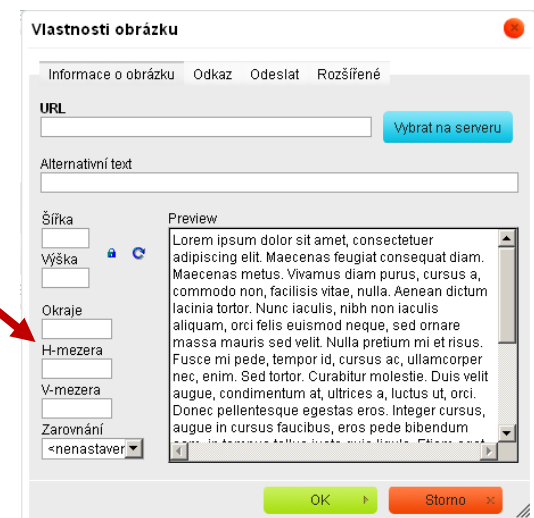 Vlastnosti obrázku
Informace o obrázku Odkaz Odeslat Rozšířené
URL
Vybrat na serveru
Alternativní text
Šířka
Výška
Okraje
H-mezera
V-mezera
Zarovnání
<nenastaver
Preview
Lorem ipsum dolor sit amet, consectetuer
adipiscing elit. Maecenas feugiat consequat diam.
Maecenas metus. Vivamus diam purus, cursus a,
commodo non, facilisis vitae, nulla. Aenean dictum
lacinia tortor. Nunc iaculis, nibh non iaculis
aliquam, orci felis euismod neque, sed ornare
massa mauris sed velit. Nulla pretium mi et risus.
Fusce mi pede, tempor id, cursus ac, ullamcorper
nec, enim. Sed tortor. Curabitur molestie. Duis velit
augue, condimentum at, ultrices a, luctus ut, orci.
Donec pellentesque egestas eros. Integer cursus,
augue in cursus faucibus, eros pede bibendum
OK
Storno